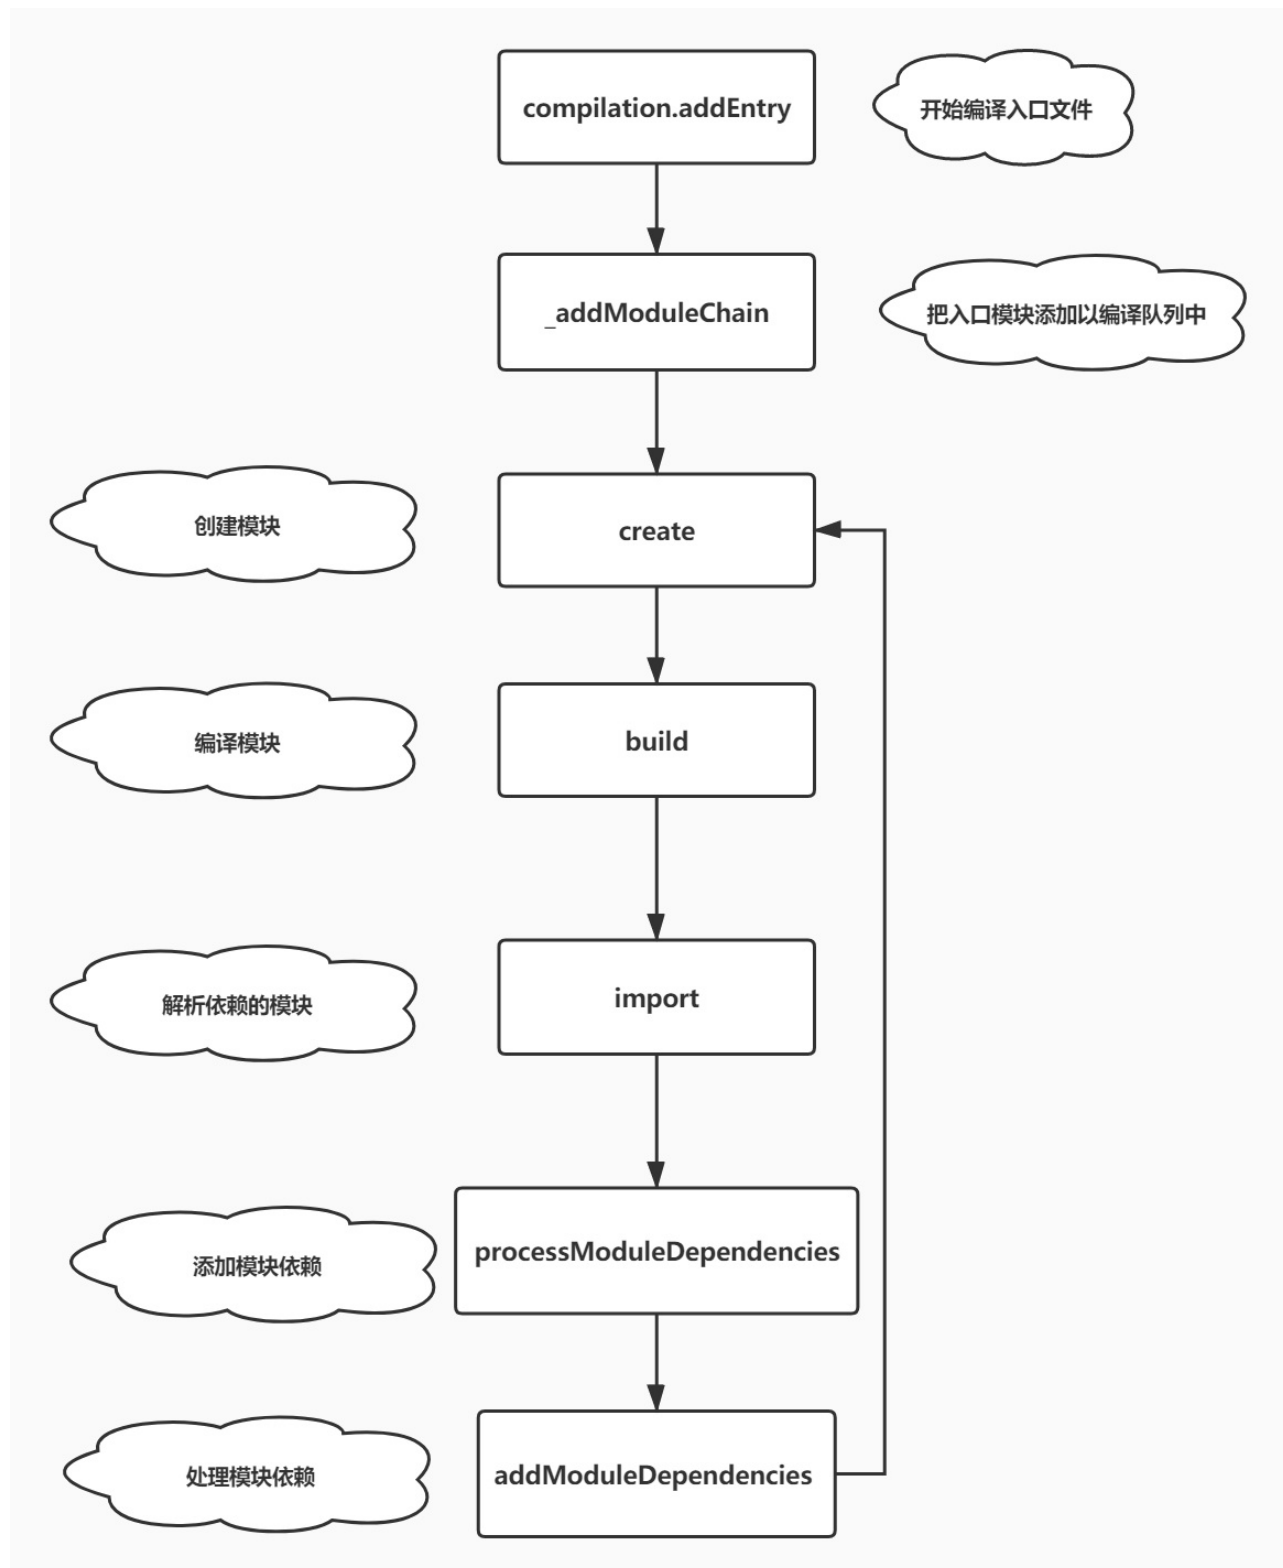 compilation.addEntry
开始编译入口文件
_addModuleChain
把入口模块添加以编译队列中
创建模块
create
编译模块
build
解析依赖的模块
import
添加模块依赖
processModuleDependencies
处理模块依赖
addModuleDependencies